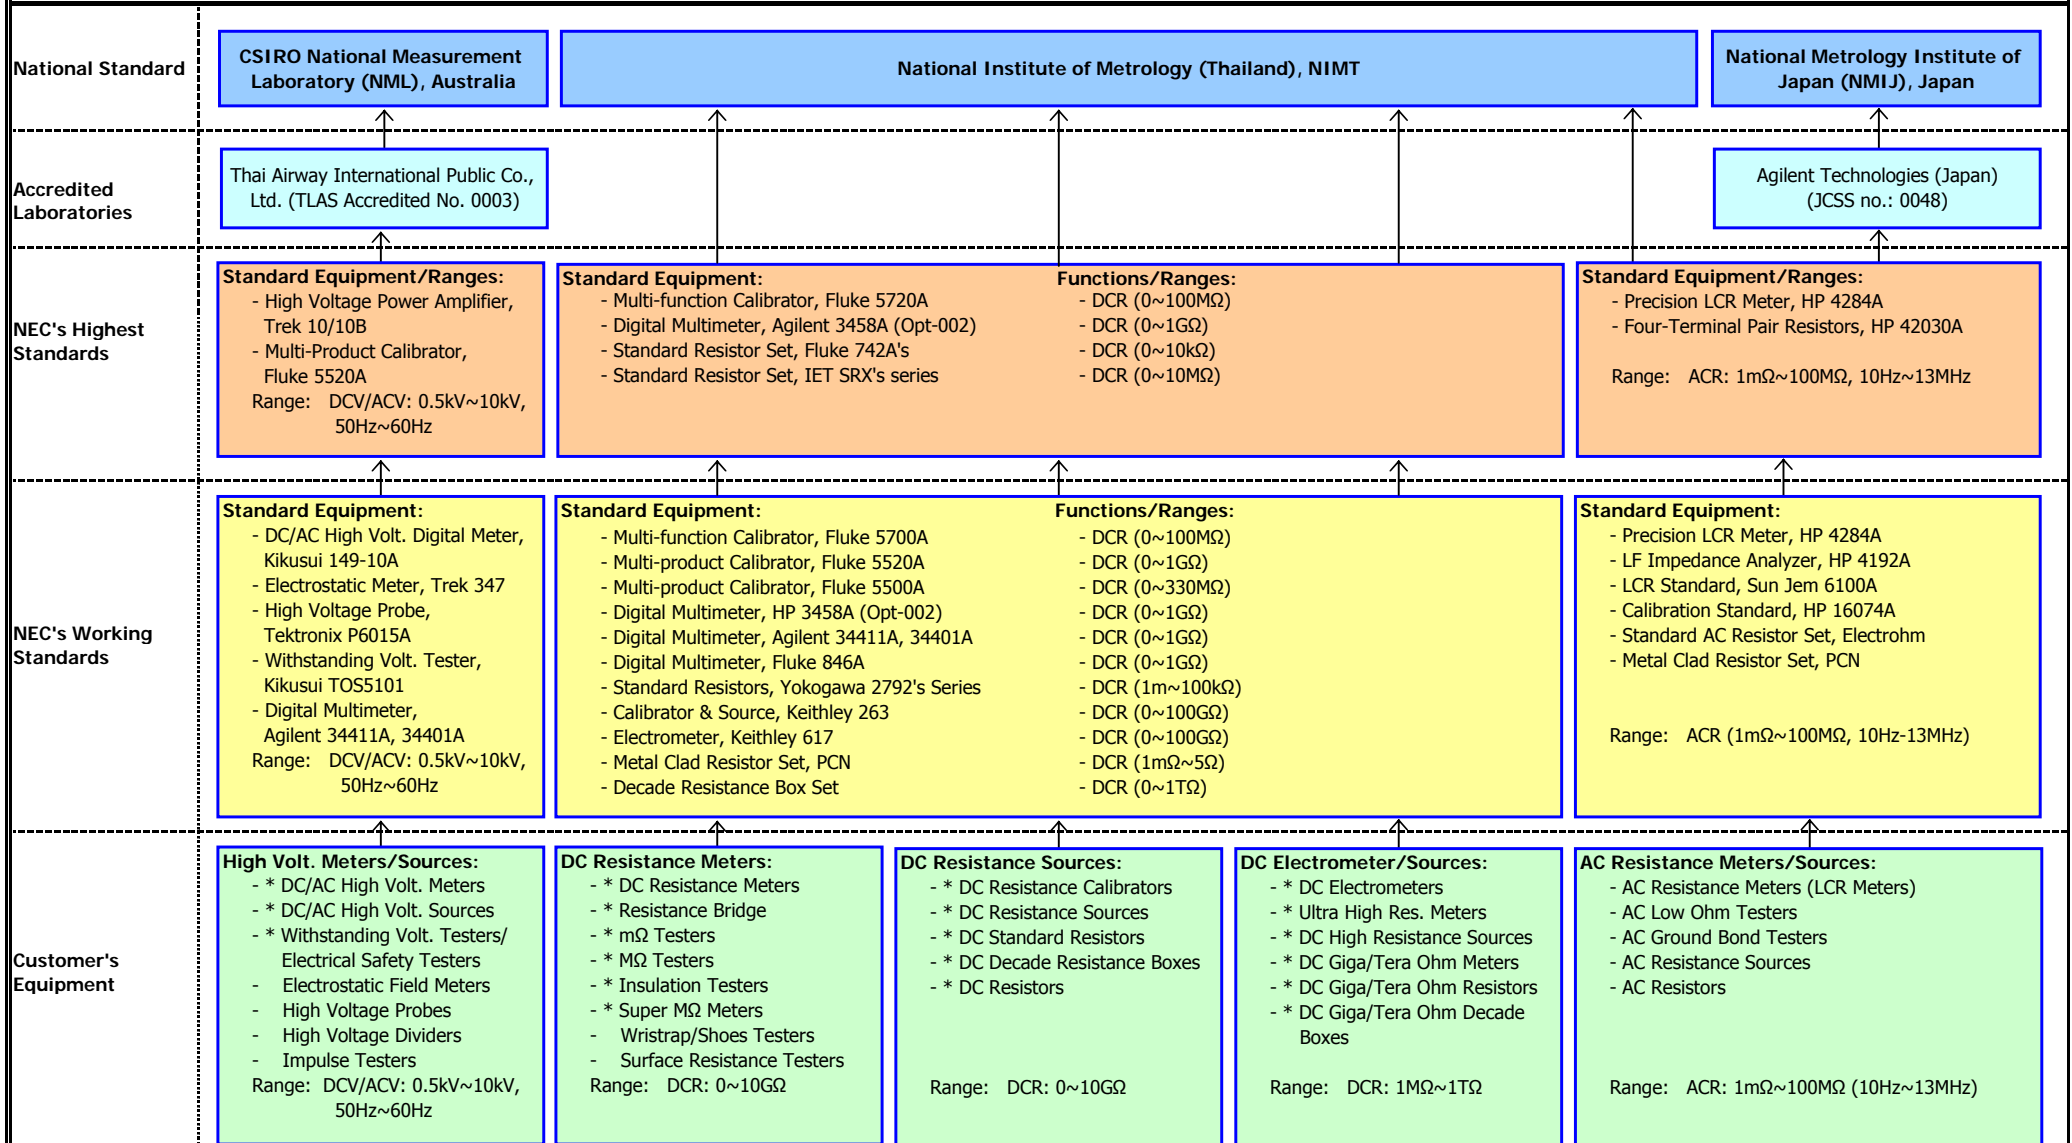 National Standard
CSIRO National Measurement
Laboratory (NML), Australia
National Institute of Metrology (Thailand), NIMT
National Metrology Institute of
Japan (NMIJ), Japan
Accredited
Laboratories
Thai Airway International Public Co.,
Ltd. (TLAS Accredited No. 0003)
Agilent Technologies (Japan)
(JCSS no.: 0048)
NEC's Highest
Standards
Standard Equipment/Ranges:
- High Voltage Power Amplifier,
Trek 10/10B
- Multi-Product Calibrator,
Fluke 5520A
Range: DCV/ACV: 0.5kV~10kV,
50Hz~60Hz
Standard Equipment: Functions/Ranges:
- Multi-function Calibrator, Fluke 5720A - DCR (0~100MΩ)
- Digital Multimeter, Agilent 3458A (Opt-002) - DCR (0~1GΩ)
- Standard Resistor Set, Fluke 742A's - DCR (0~10kΩ)
- Standard Resistor Set, IET SRX's series - DCR (0~10MΩ)
Standard Equipment/Ranges:
- Precision LCR Meter, HP 4284A
- Four-Terminal Pair Resistors, HP 42030A
Range: ACR: 1mΩ~100MΩ, 10Hz~13MHz
NEC's Working
Standards
Standard Equipment:
- DC/AC High Volt. Digital Meter,
Kikusui 149-10A
- Electrostatic Meter, Trek 347
- High Voltage Probe,
Tektronix P6015A
- Withstanding Volt. Tester,
Kikusui TOS5101
- Digital Multimeter,
Agilent 34411A, 34401A
Range: DCV/ACV: 0.5kV~10kV,
50Hz~60Hz
Standard Equipment: Functions/Ranges:
- Multi-function Calibrator, Fluke 5700A - DCR (0~100MΩ)
- Multi-product Calibrator, Fluke 5520A - DCR (0~1GΩ)
- Multi-product Calibrator, Fluke 5500A - DCR (0~330MΩ)
- Digital Multimeter, HP 3458A (Opt-002) - DCR (0~1GΩ)
- Digital Multimeter, Agilent 34411A, 34401A - DCR (0~1GΩ)
- Digital Multimeter, Fluke 846A - DCR (0~1GΩ)
- Standard Resistors, Yokogawa 2792's Series - DCR (1m~100kΩ)
- Calibrator & Source, Keithley 263 - DCR (0~100GΩ)
- Electrometer, Keithley 617 - DCR (0~100GΩ)
- Metal Clad Resistor Set, PCN - DCR (1mΩ~5Ω)
- Decade Resistance Box Set - DCR (0~1TΩ)
Standard Equipment:
- Precision LCR Meter, HP 4284A
- LF Impedance Analyzer, HP 4192A
- LCR Standard, Sun Jem 6100A
- Calibration Standard, HP 16074A
- Standard AC Resistor Set, Electrohm
- Metal Clad Resistor Set, PCN
Range: ACR (1mΩ~100MΩ, 10Hz-13MHz)
Customer's
Equipment
High Volt. Meters/Sources:
- * DC/AC High Volt. Meters
- * DC/AC High Volt. Sources
- * Withstanding Volt. Testers/
Electrical Safety Testers
- Electrostatic Field Meters
- High Voltage Probes
- High Voltage Dividers
- Impulse Testers
Range: DCV/ACV: 0.5kV~10kV,
50Hz~60Hz
DC Resistance Meters:
- * DC Resistance Meters
- * Resistance Bridge
- * mΩ Testers
- * MΩ Testers
- * Insulation Testers
- * Super MΩ Meters
- Wristrap/Shoes Testers
- Surface Resistance Testers
Range: DCR: 0~10GΩ
DC Resistance Sources:
- * DC Resistance Calibrators
- * DC Resistance Sources
- * DC Standard Resistors
- * DC Decade Resistance Boxes
- * DC Resistors
Range: DCR: 0~10GΩ
DC Electrometer/Sources:
- * DC Electrometers
- * Ultra High Res. Meters
- * DC High Resistance Sources
- * DC Giga/Tera Ohm Meters
- * DC Giga/Tera Ohm Resistors
- * DC Giga/Tera Ohm Decade
Boxes
Range: DCR: 1MΩ~1TΩ
AC Resistance Meters/Sources:
- AC Resistance Meters (LCR Meters)
- AC Low Ohm Testers
- AC Ground Bond Testers
- AC Resistance Sources
- AC Resistors
Range: ACR: 1mΩ~100MΩ (10Hz~13MHz)